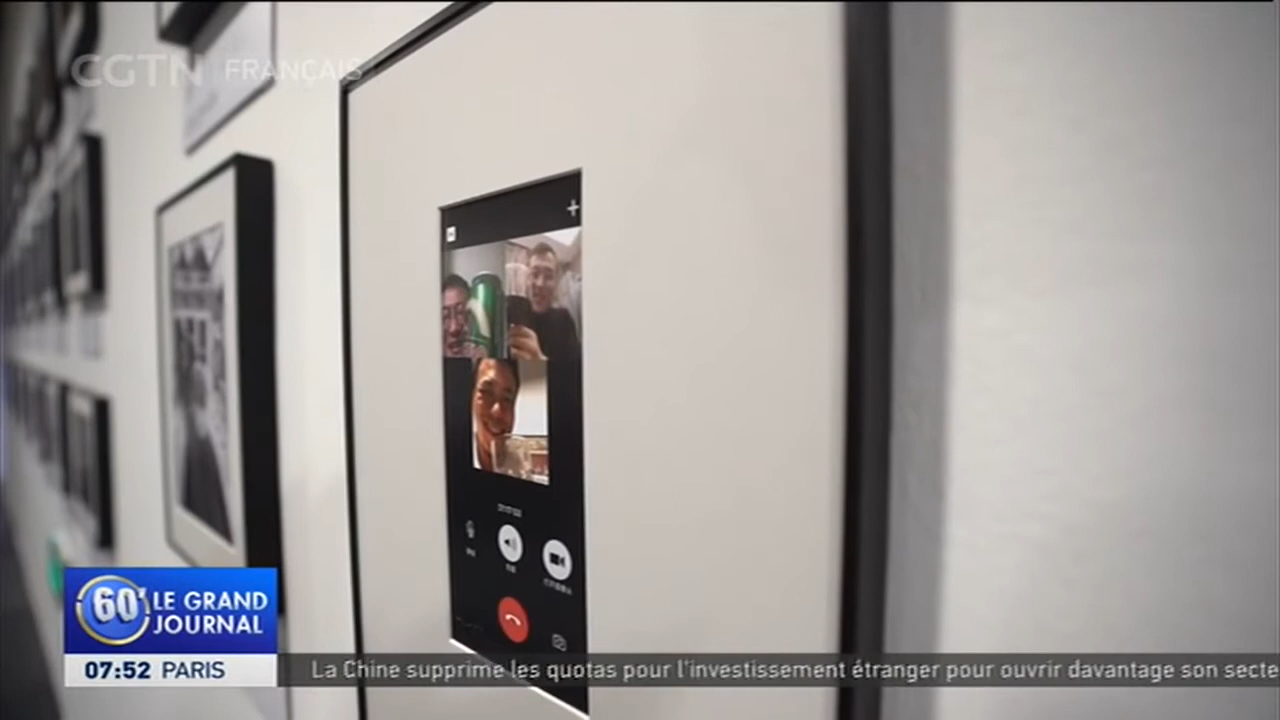 CGTN FRANÇAIS
60'
LE GRAND
JOURNAL
07:52 PARIS
La Chine supprime les quotas pour l'investissement étranger pour ouvrir davantage son secte